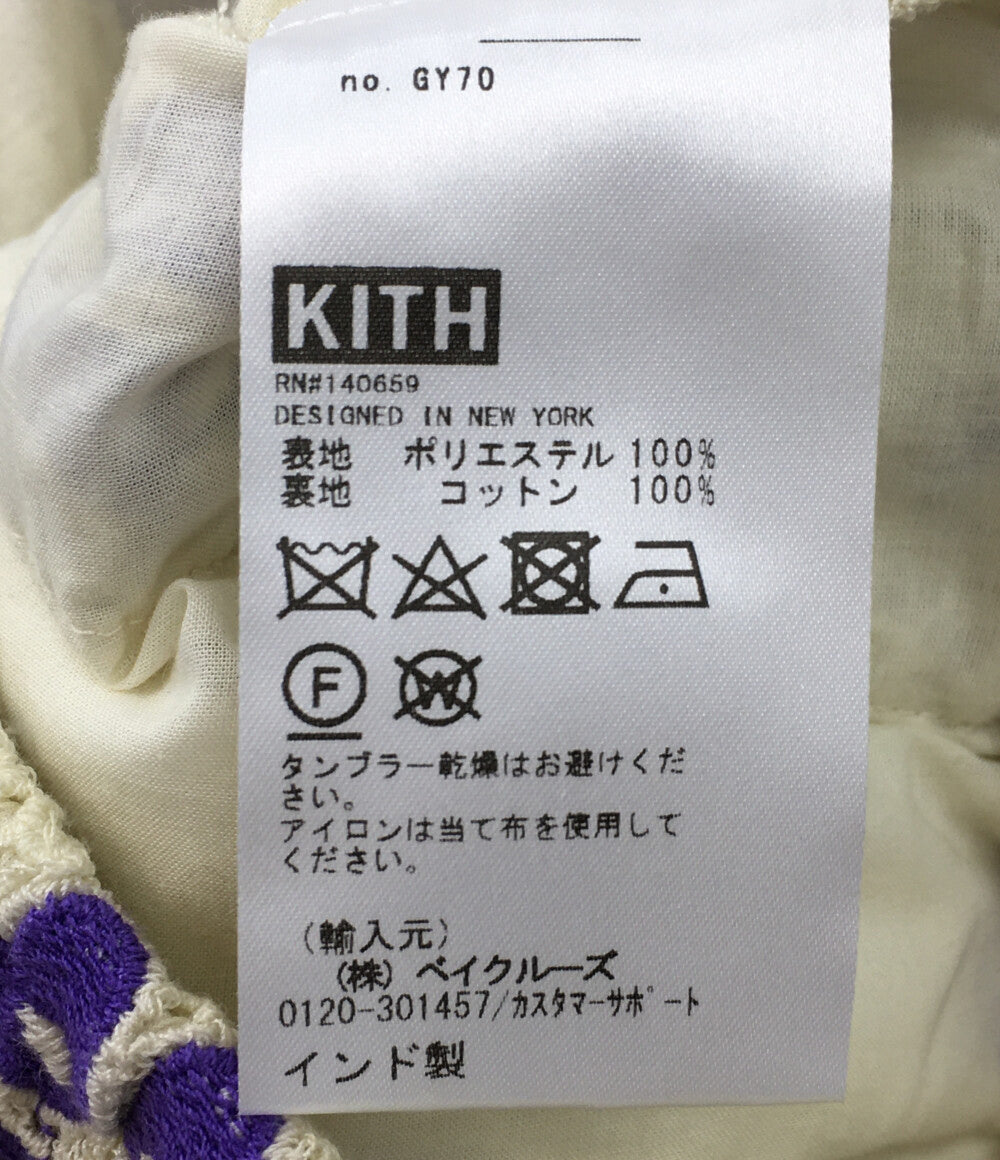 no. GY70
KITH
RN#140659
DESIGNED IN NEW YORK
表地 ポリエステル 100%
裏地 コットン 100%
F W
タンブラー乾燥はお避けくだ
さい。
アイロンは当て布を使用して
ください。
(輸入元)
(株) ベイクルーズ
0120-301457/カスタマーサポート
インド製